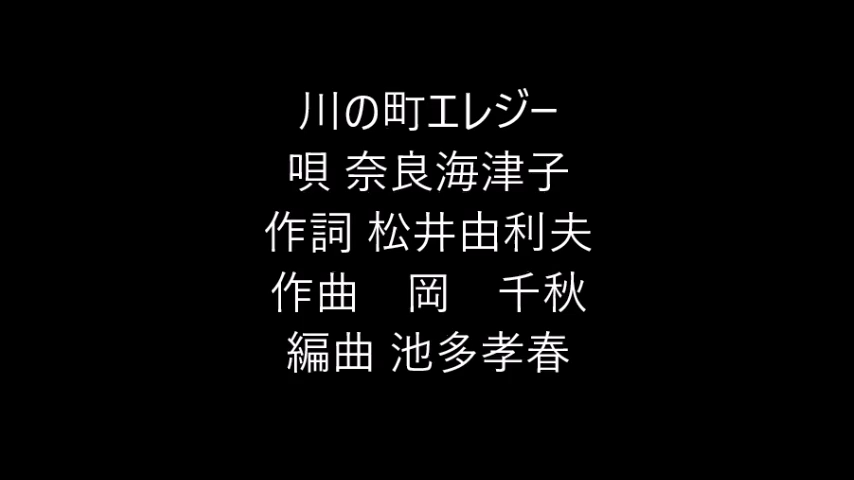 川の町エレジー
唄 奈良海津子
作詞 松井由利夫
作曲　岡　千秋
編曲 池多孝春